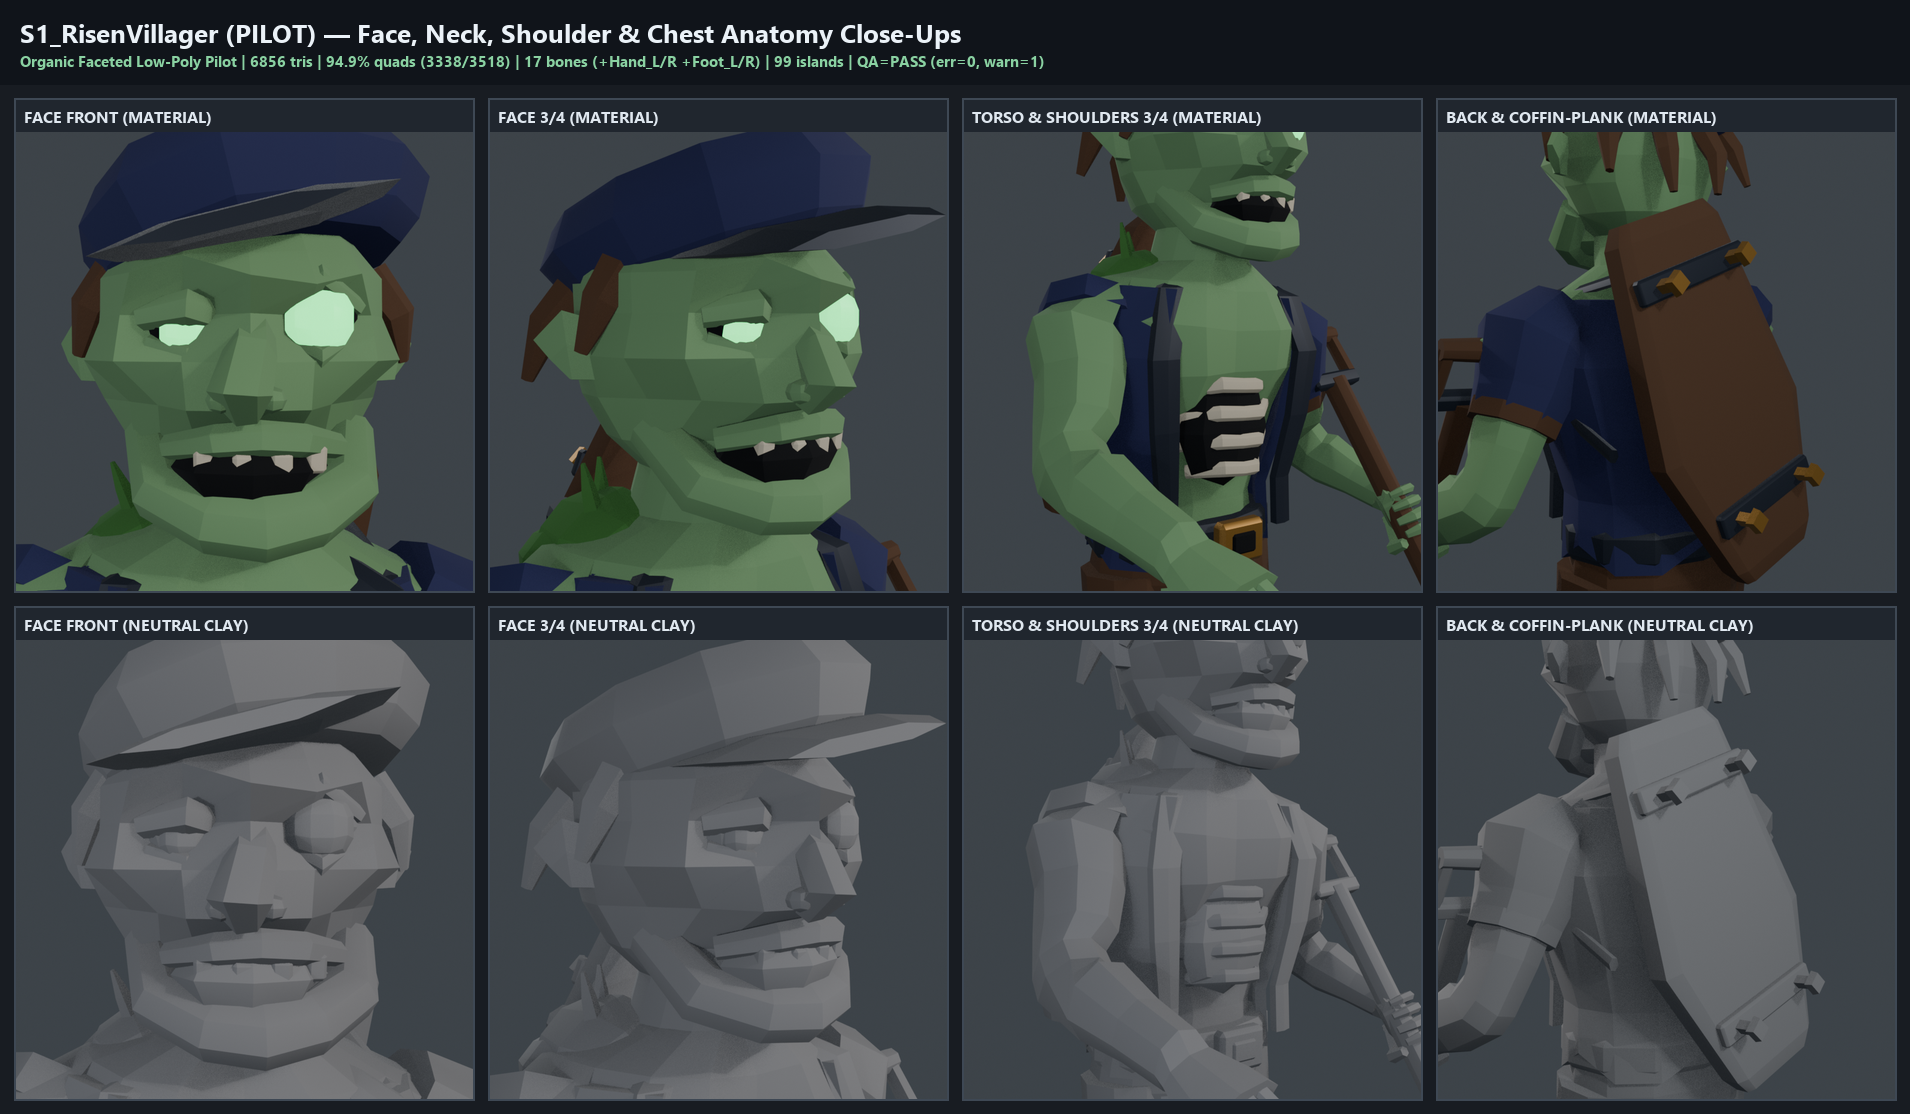 S1_RisenVillager (PILOT) — Face, Neck, Shoulder & Chest Anatomy Close-Ups
Organic Faceted Low-Poly Pilot | 6856 tris | 94.9% quads (3338/3518) | 17 bones (+Hand_L/R +Foot_L/R) | 99 islands | QA=PASS (err=0, warn=1)
FACE FRONT (MATERIAL)
FACE 3/4 (MATERIAL)
TORSO & SHOULDERS 3/4 (MATERIAL)
BACK & COFFIN-PLANK (MATERIAL)
FACE FRONT (NEUTRAL CLAY)
FACE 3/4 (NEUTRAL CLAY)
TORSO & SHOULDERS 3/4 (NEUTRAL CLAY)
BACK & COFFIN-PLANK (NEUTRAL CLAY)